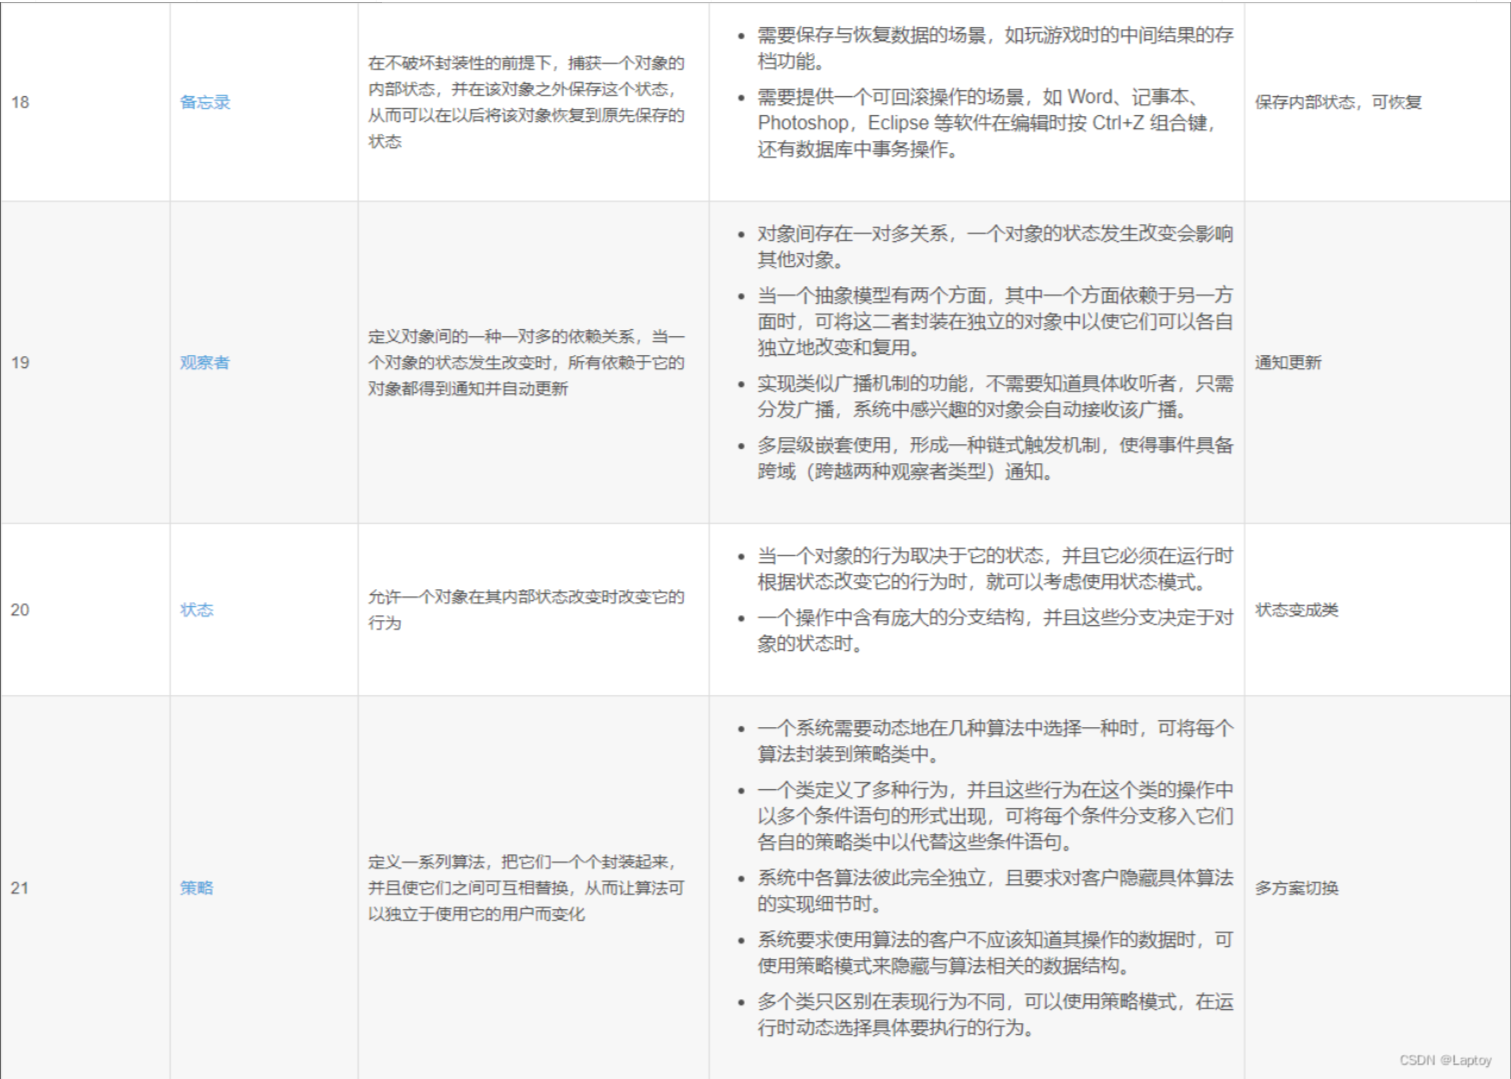 18
备忘录
在不破坏封装性的前提下，捕获一个对象的
内部状态，并在该对象之外保存这个状态，
从而可以在以后将该对象恢复到原先保存的
状态
• 需要保存与恢复数据的场景，如玩游戏时的中间结果的存
档功能。
• 需要提供一个可回滚操作的场景，如 Word、记事本、
Photoshop，Eclipse 等软件在编辑时按 Ctrl+Z 组合键，
还有数据库中事务操作。
保存内部状态，可恢复
19
观察者
定义对象间的一种一对多的依赖关系，当一
个对象的状态发生改变时，所有依赖于它的
对象都得到通知并自动更新
• 对象间存在一对多关系，一个对象的状态发生改变会影响
其他对象。
• 当一个抽象模型有两个方面，其中一个方面依赖于另一方
面时，可将这二者封装在独立的对象中以使它们可以各自
独立地改变和复用。
• 实现类似广播机制的功能，不需要知道具体收听者，只需
分发广播，系统中感兴趣的对象会自动接收该广播。
• 多层级嵌套使用，形成一种链式触发机制，使得事件具备
跨域（跨越两种观察者类型）通知。
通知更新
20
状态
允许一个对象在其内部状态改变时改变它的
行为
• 当一个对象的行为取决于它的状态，并且它必须在运行时
根据状态改变它的行为时，就可以考虑使用状态模式。
• 一个操作中含有庞大的分支结构，并且这些分支决定于对
象的状态时。
状态变成类
21
策略
定义一系列算法，把它们一个个封装起来，
并且使它们之间可互相替换，从而让算法可
以独立于使用它的用户而变化
• 一个系统需要动态地在几种算法中选择一种时，可将每个
算法封装到策略类中。
• 一个类定义了多种行为，并且这些行为在这个类的操作中
以多个条件语句的形式出现，可将每个条件分支移入它们
各自的策略类中以代替这些条件语句。
• 系统中各算法彼此完全独立，且要求对客户隐藏具体算法
的实现细节时。
• 系统要求使用算法的客户不应该知道其操作的数据时，可
使用策略模式来隐藏与算法相关的数据结构。
• 多个类只区别在表现行为不同，可以使用策略模式，在运
行时动态选择具体要执行的行为。
多方案切换
CSDN @Laptoy